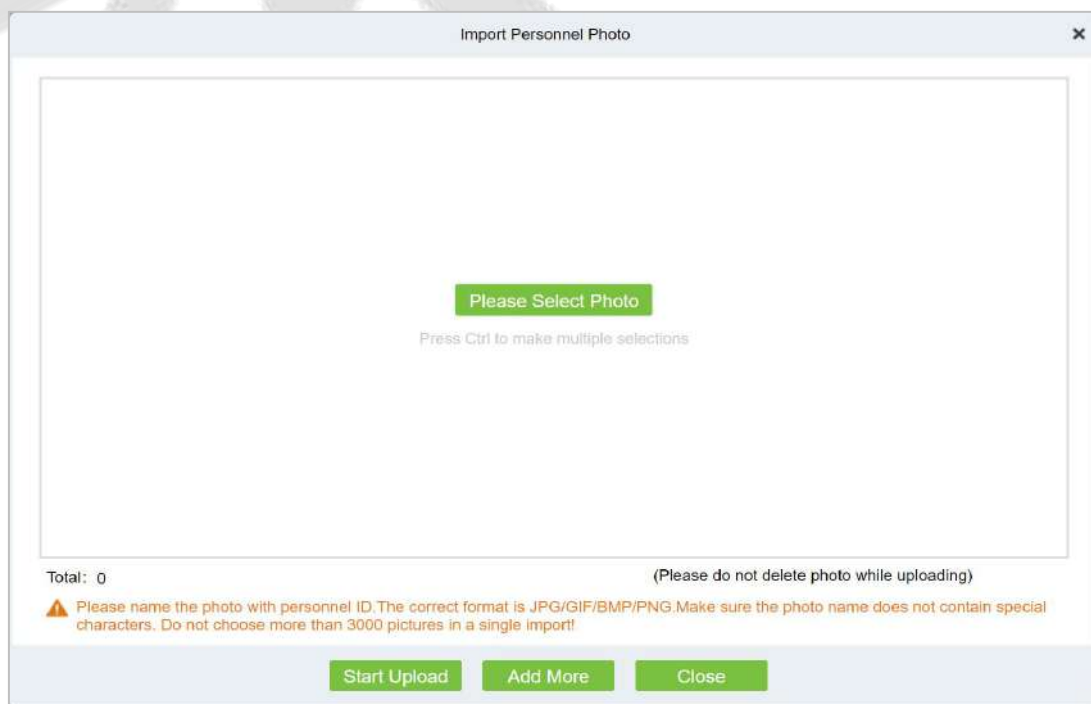 Import Personnel Photo
Please Select Photo
Press Ctrl to make multiple selections
Total: 0
(Please do not delete photo while uploading)
Please name the photo with personnel ID.The correct format is JPG/GIF/BMP/PNG.Make sure the photo name does not contain special
characters. Do not choose more than 3000 pictures in a single import!
Start Upload
Add More
Close